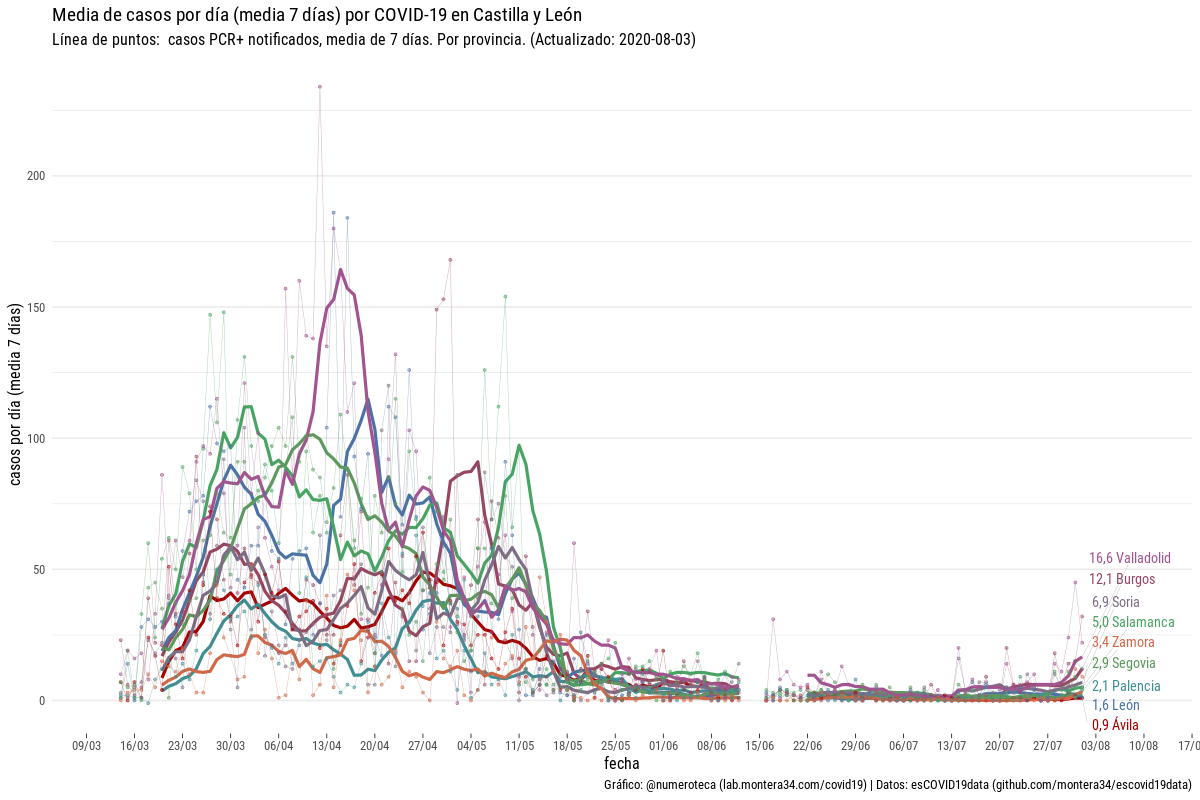 Media de casos por día (media 7 días) por COVID-19 en Castilla y León
Línea de puntos:  casos PCR+ notificados, media de 7 días. Por provincia. (Actualizado: 2020-08-03)
casos por día (media 7 días)
200
150
100
50
0
16,6 Valladolid
12,1 Burgos
6,9 Soria
5,0 Salamanca
3,4 Zamora
2,9 Segovia
2,1 Palencia
1,6 León
0,9 Ávila
09/03 16/03 23/03 30/03 06/04 13/04 20/04 27/04 04/05 11/05 18/05 25/05 01/06 08/06 15/06 22/06 29/06 06/07 13/07 20/07 27/07 03/08 10/08 17/0
fecha
Gráfico: @numeroteca (lab.montera34.com/covid19) | Datos: esCOVID19data (github.com/montera34/escovid19data)